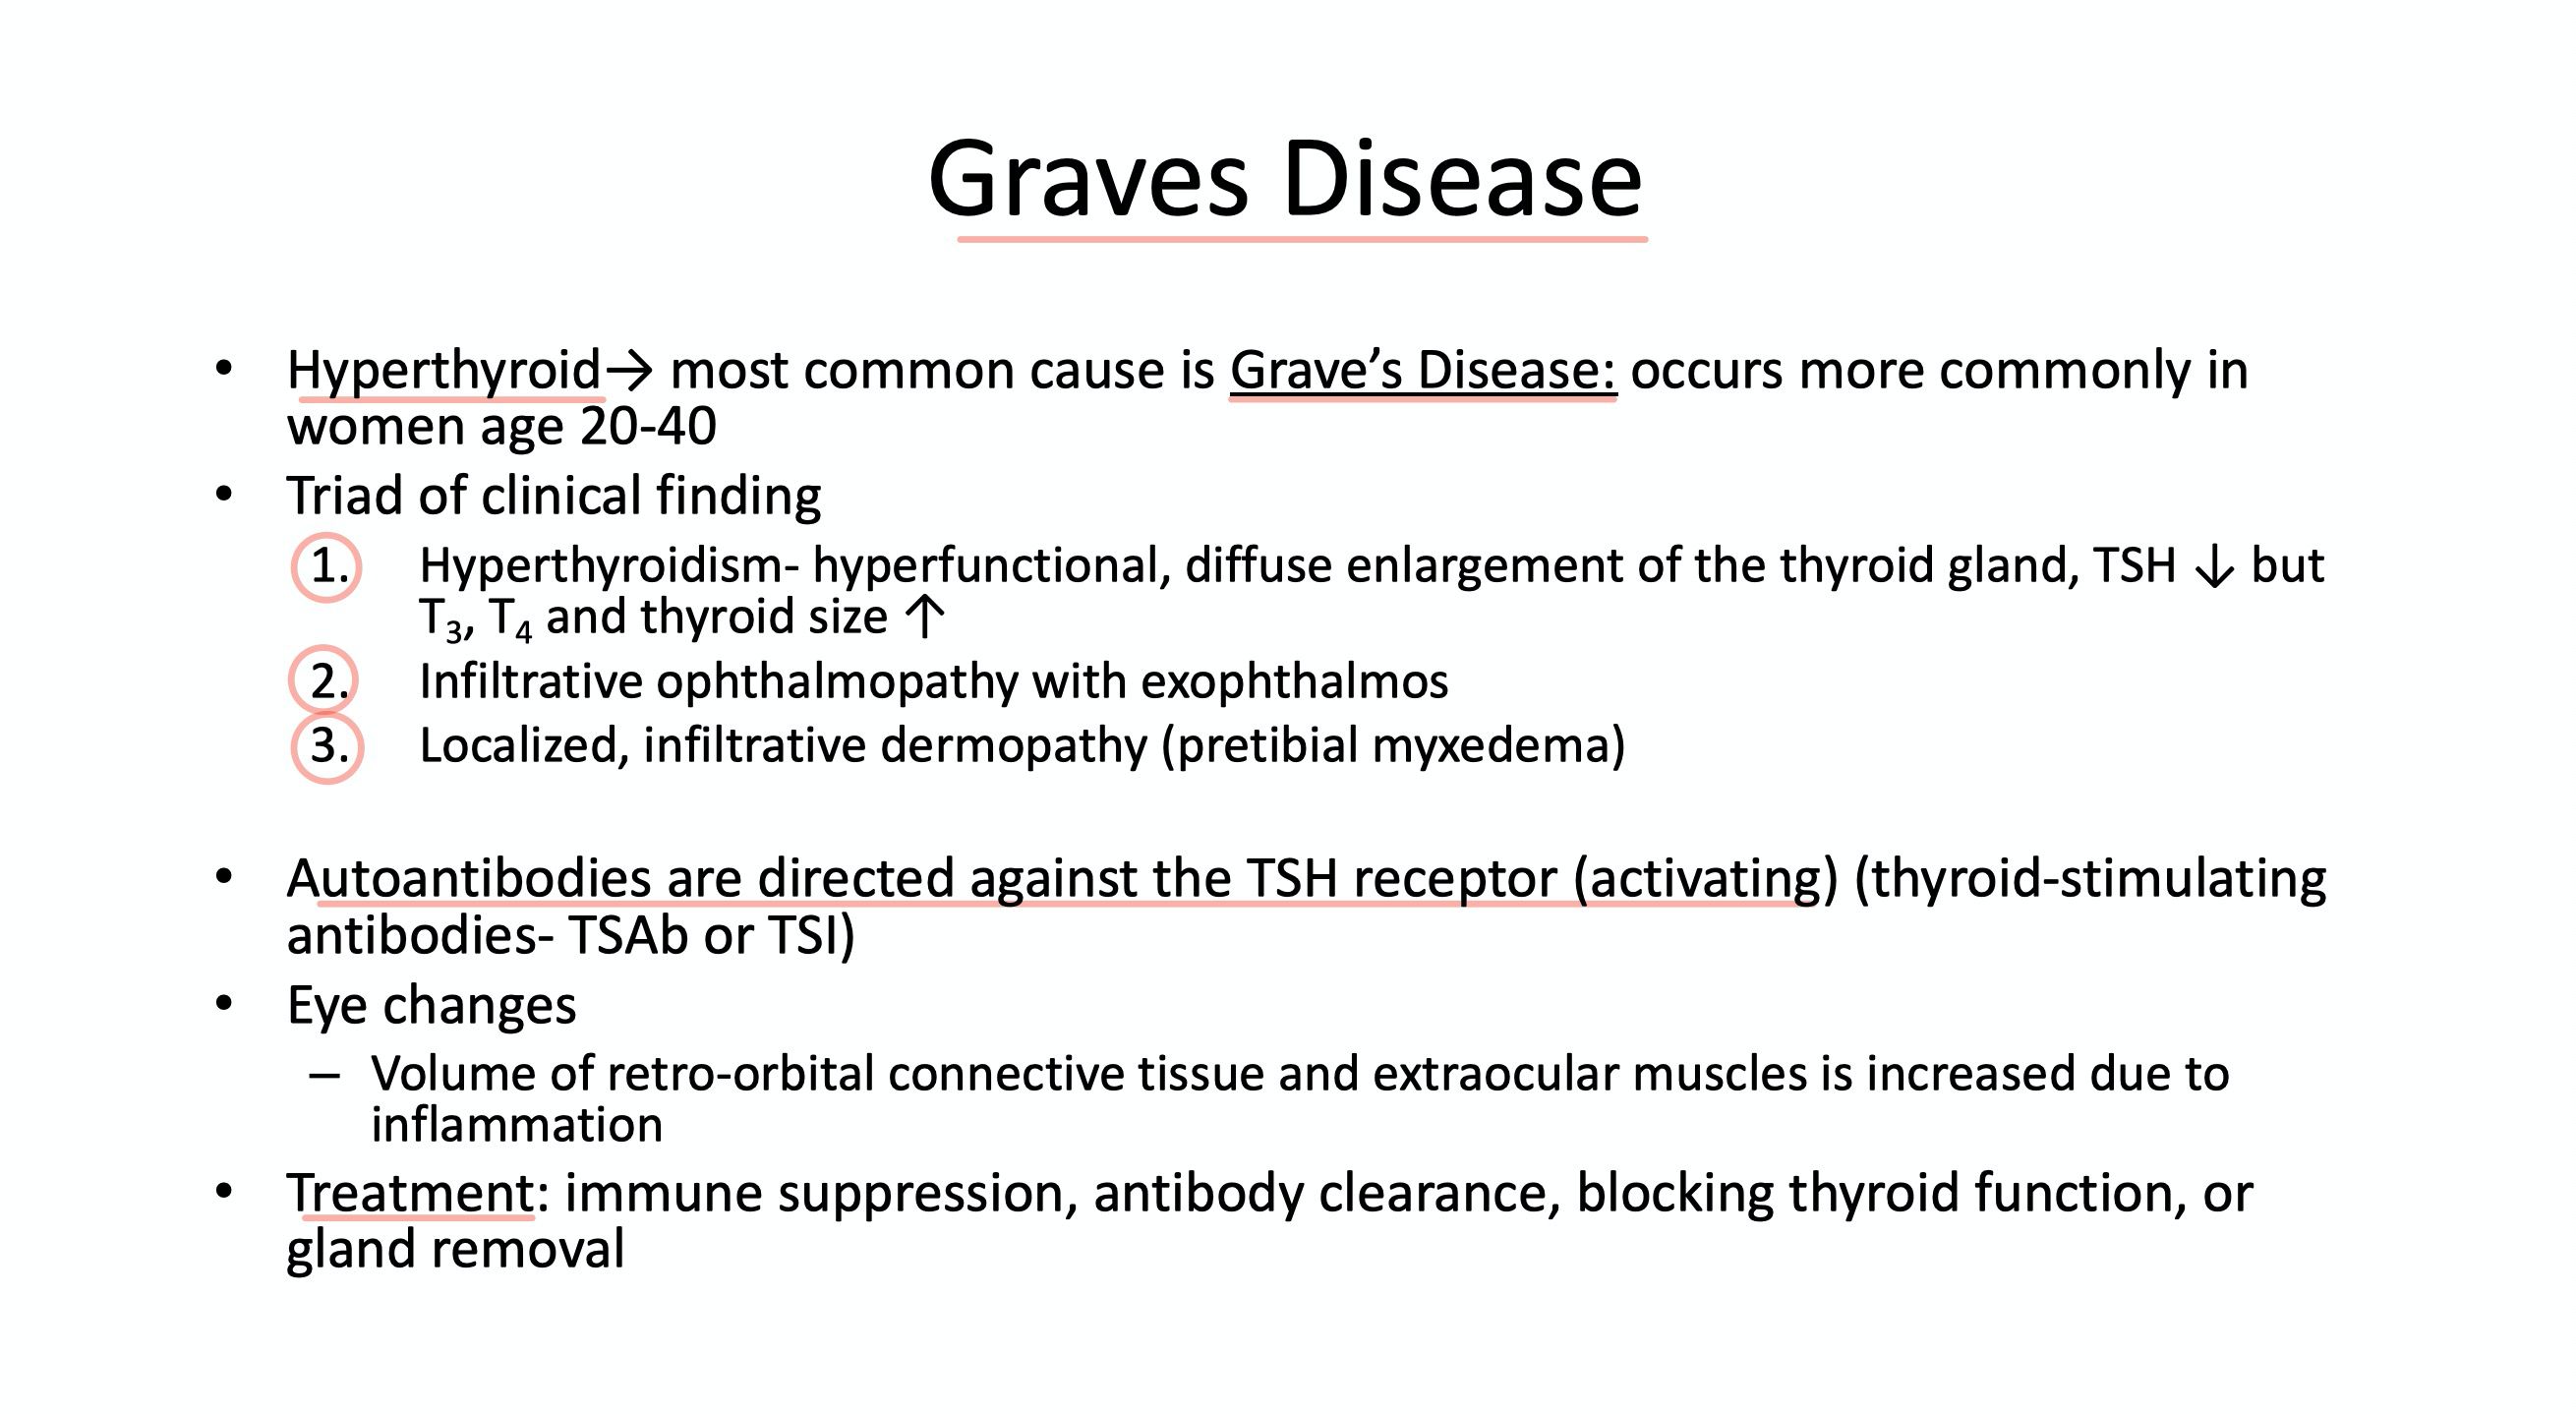 Graves Disease
• Hyperthyroid→ most common cause is Grave’s Disease: occurs more commonly in
women age 20-40
• Triad of clinical finding
1. Hyperthyroidism- hyperfunctional, diffuse enlargement of the thyroid gland, TSH ↓ but
T₃, T₄ and thyroid size ↑
2. Infiltrative ophthalmopathy with exophthalmos
3. Localized, infiltrative dermopathy (pretibial myxedema)
• Autoantibodies are directed against the TSH receptor (activating) (thyroid-stimulating
antibodies- TSAb or TSI)
• Eye changes
– Volume of retro-orbital connective tissue and extraocular muscles is increased due to
inflammation
• Treatment: immune suppression, antibody clearance, blocking thyroid function, or
gland removal